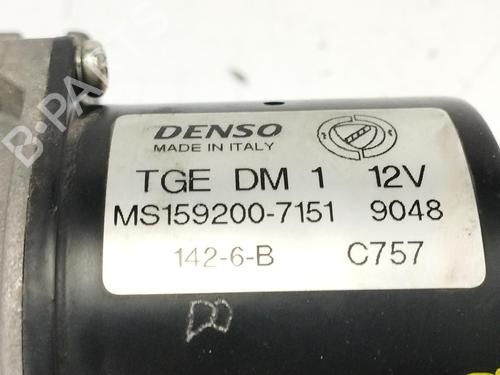 DENSO
MADE IN ITALY
TGE DM 1 12V
MS159200-7151 9048
142-6-B C757
B-PARTS